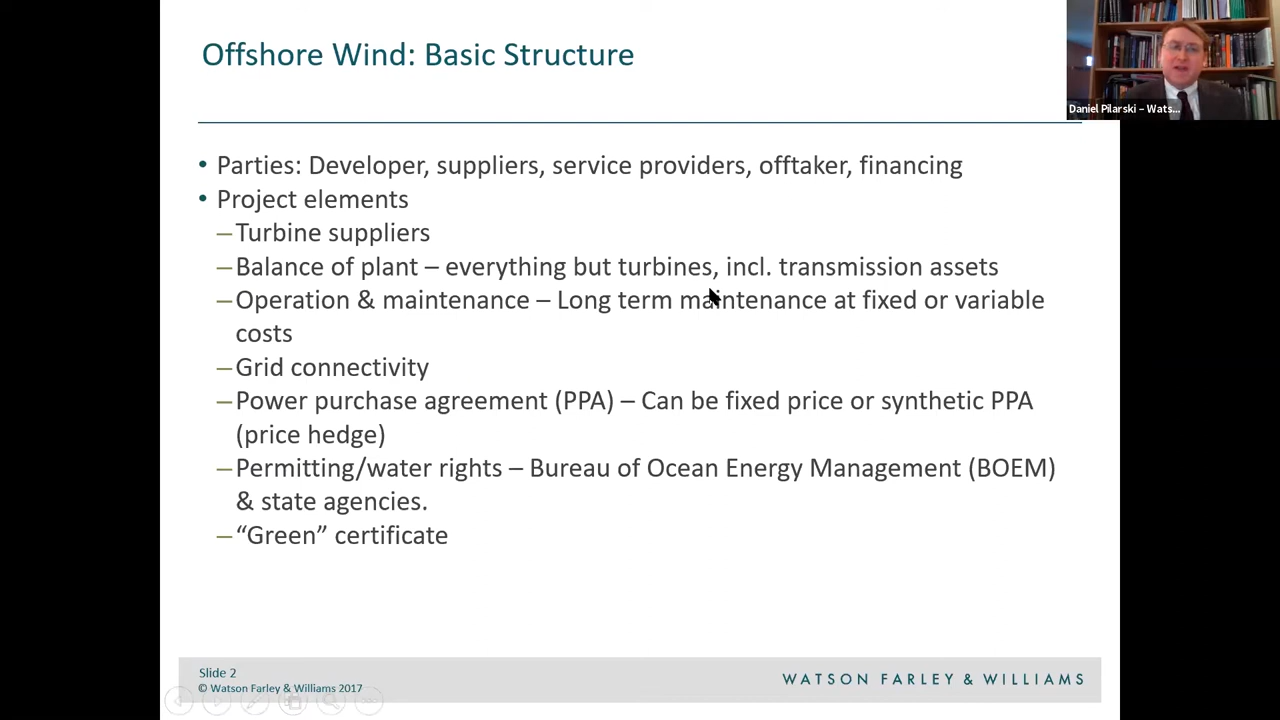 Offshore Wind: Basic Structure
Daniel Pilarski – Wats...
• Parties: Developer, suppliers, service providers, offtaker, financing
• Project elements
– Turbine suppliers
– Balance of plant – everything but turbines, incl. transmission assets
– Operation & maintenance – Long term maintenance at fixed or variable
costs
– Grid connectivity
– Power purchase agreement (PPA) – Can be fixed price or synthetic PPA
(price hedge)
– Permitting/water rights – Bureau of Ocean Energy Management (BOEM)
& state agencies.
– “Green” certificate
Slide 2
© Watson Farley & Williams 2017
WATSON FARLEY & WILLIAMS